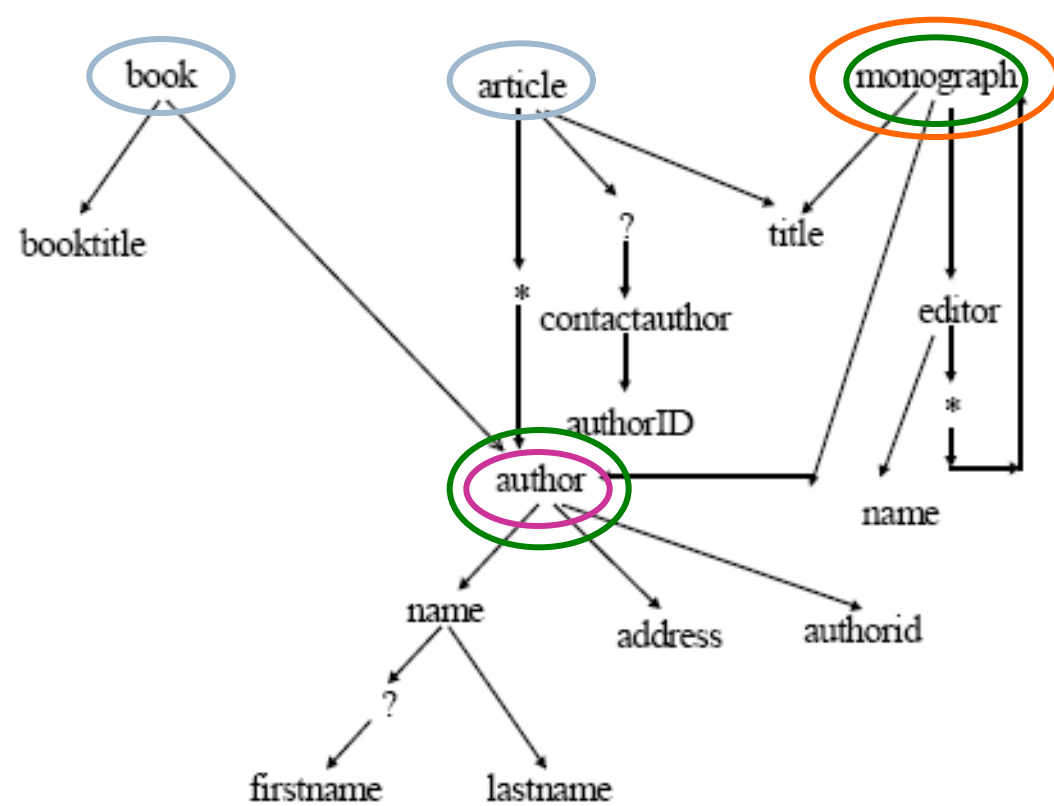 book
article
monograph
?
title
booktitle
*
contactauthor
editor
*
authorID
author
name
name
address
authorid
?
firstname
lastname